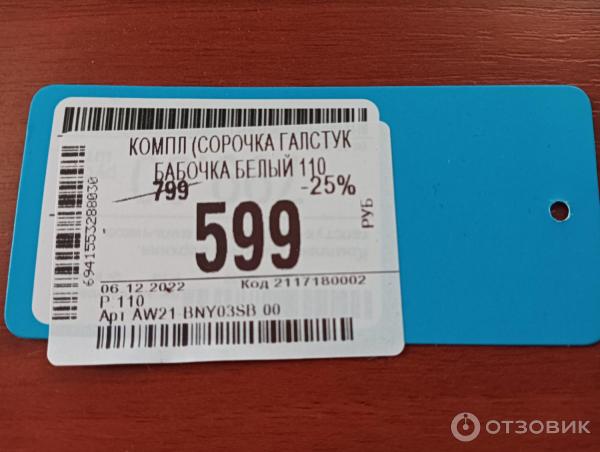 КОМПЛ (СОРОЧКА ГАЛСТУК
БАБОЧКА БЕЛЫЙ 110
799 -25%
599 РУБ
6941553288030
06.12.2022 Код 2117180002
Р 110
Арт AW21-BNY03SB 00
ОТЗОВИК